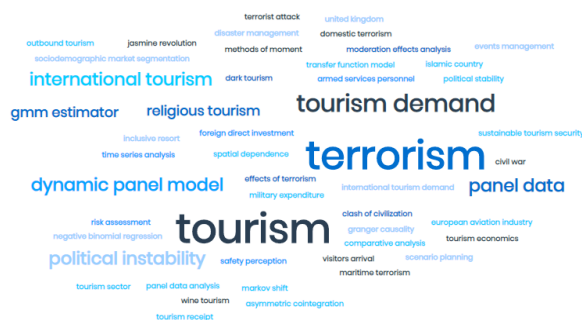 terrorist attack
united kingdom
disaster management
domestic terrorism
outbound tourism
jasmine revolution
methods of moment
moderation effects analysis
events management
sociodemographic market segmentation
transfer function model
islamic country
international tourism
dark tourism
armed services personnel
political stability
gmm estimator
religious tourism
tourism demand
inclusive resort
foreign direct investment
sustainable tourism security
time series analysis
spatial dependence
terrorism
civil war
dynamic panel model
effects of terrorism
military expenditure
international tourism demand
panel data
risk assessment
tourism
clash of civilization
european aviation industry
negative binomial regression
granger causality
comparative analysis
tourism economics
political instability
safety perception
visitors arrival
scenario planning
maritime terrorism
tourism sector
panel data analysis
markov shift
wine tourism
asymmetric cointegration
tourism receipt